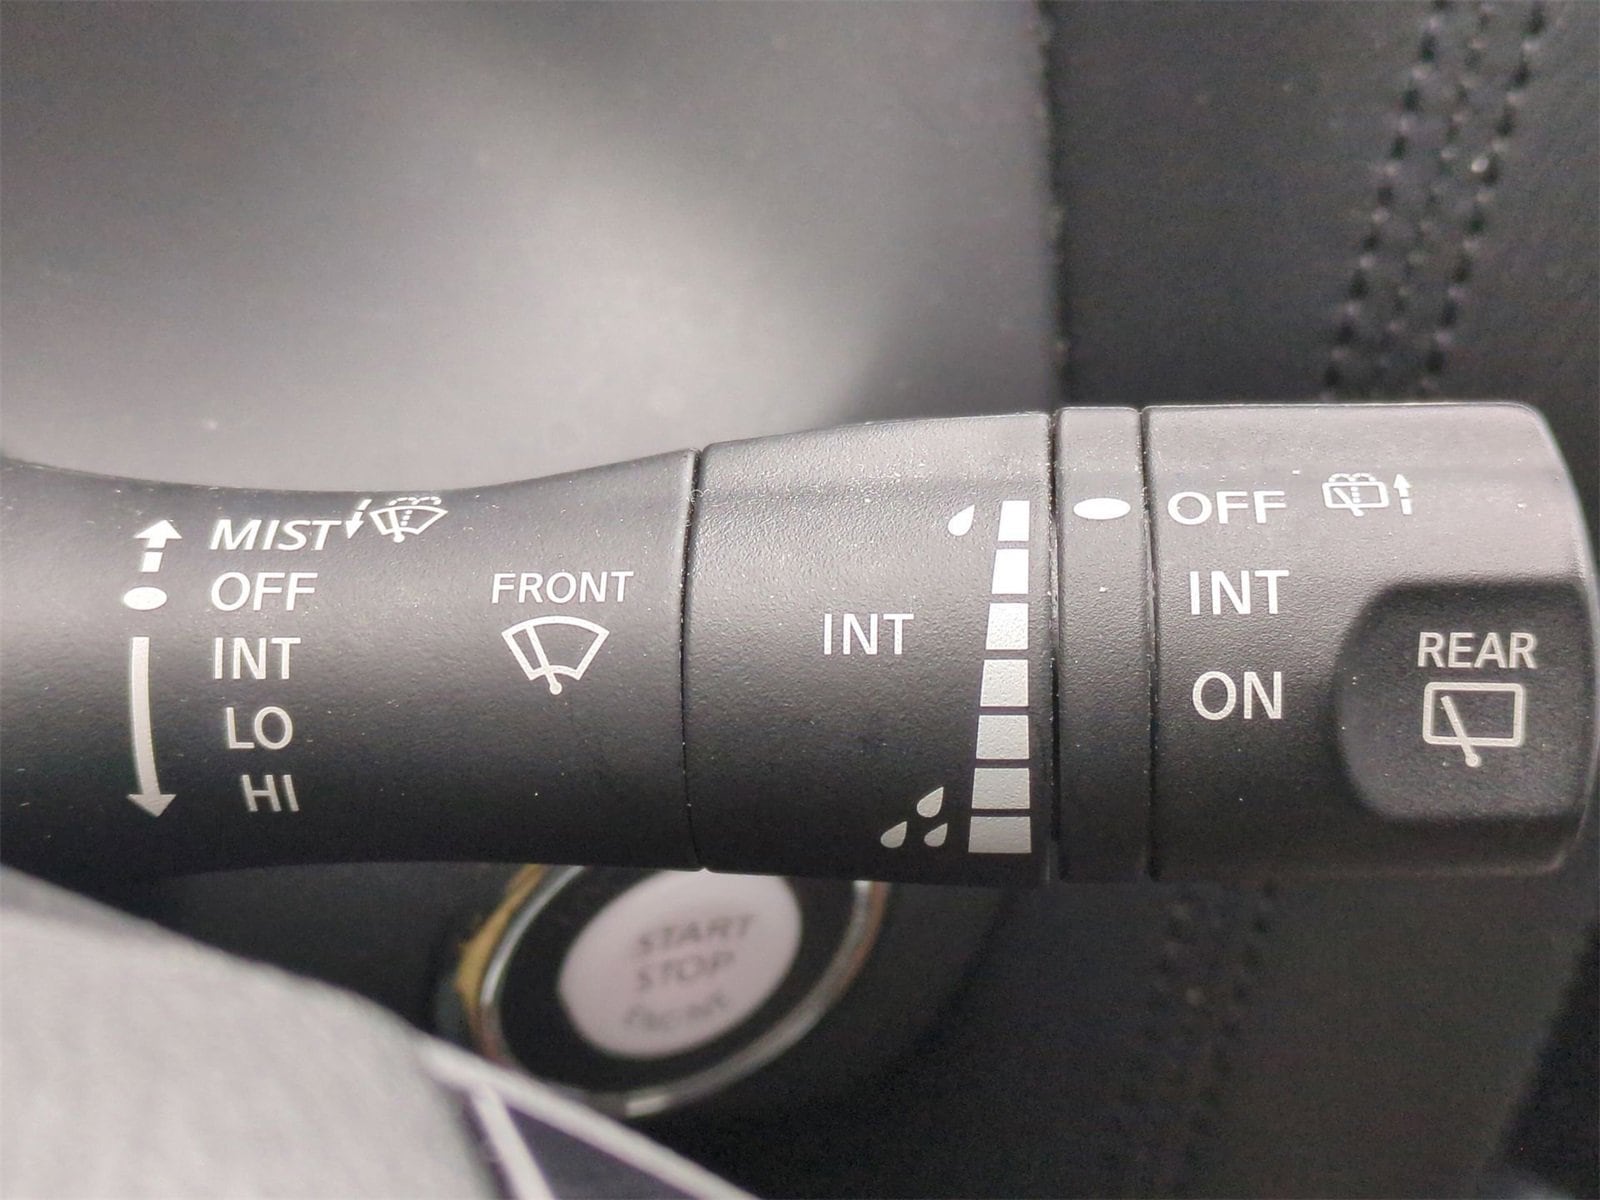 MIST
OFF
INT
LO
HI
FRONT
INT
OFF
INT
ON
REAR
START
STOP